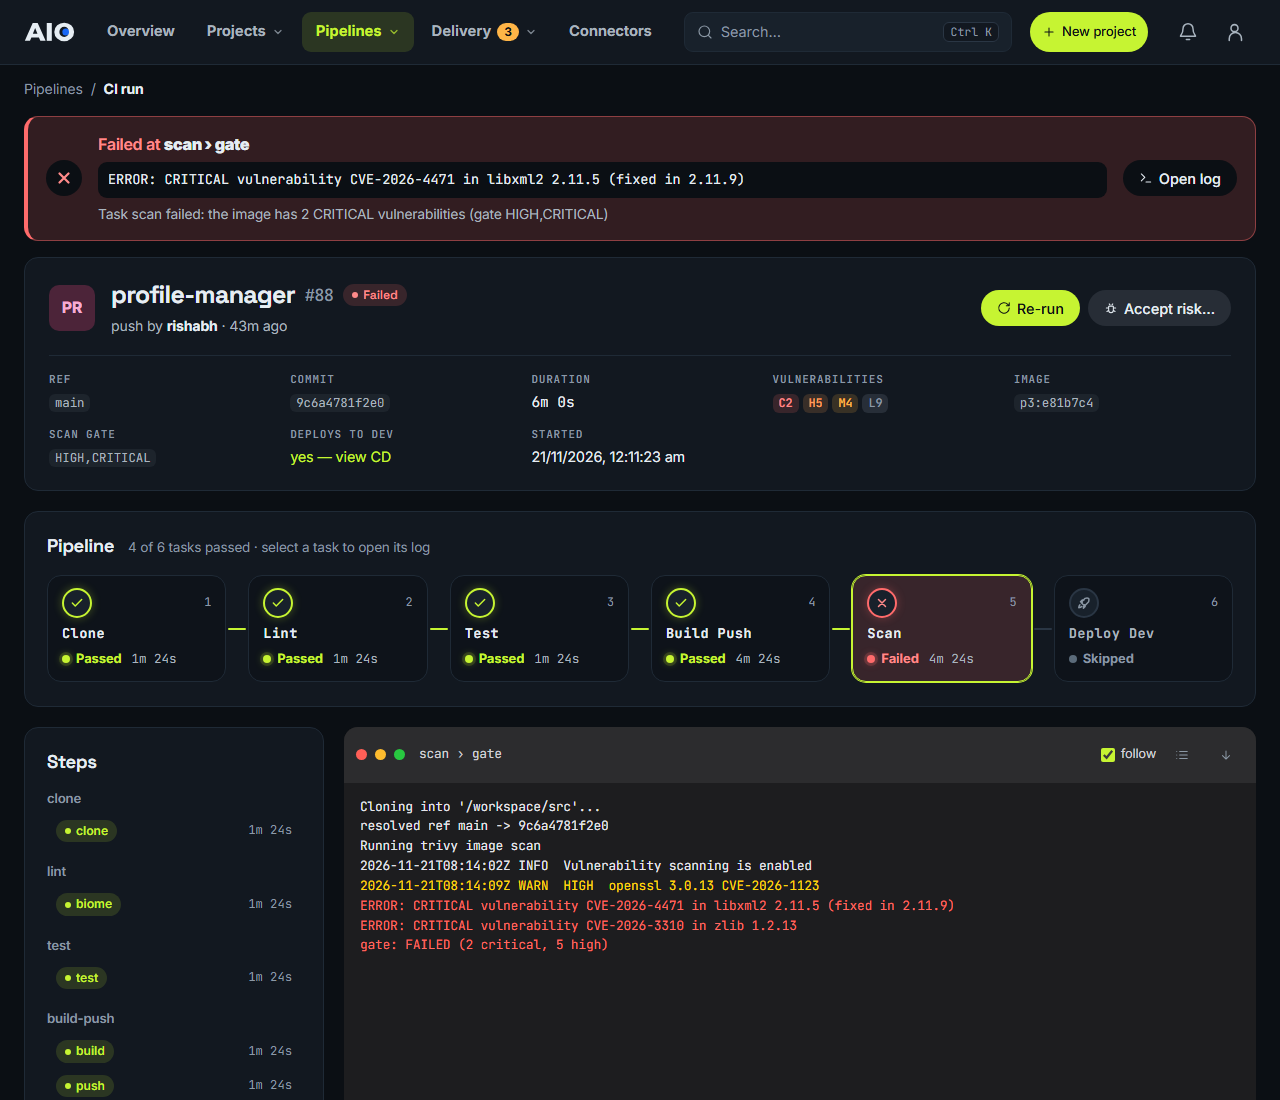 AIO
Overview
Projects
Pipelines
Delivery 3
Connectors
Search...
Ctrl K
New project
Pipelines / CI run
Failed at scan › gate
ERROR: CRITICAL vulnerability CVE-2026-4471 in libxml2 2.11.5 (fixed in 2.11.9)
Task scan failed: the image has 2 CRITICAL vulnerabilities (gate HIGH,CRITICAL)
Open log
PR
profile-manager #88 Failed
push by rishabh · 43m ago
Re-run
Accept risk...
REF
main
COMMIT
9c6a4781f2e0
DURATION
6m 0s
VULNERABILITIES
C2 H5 M4 L9
IMAGE
p3:e81b7c4
SCAN GATE
HIGH,CRITICAL
DEPLOYS TO DEV
yes — view CD
STARTED
21/11/2026, 12:11:23 am
Pipeline 4 of 6 tasks passed · select a task to open its log
1
Clone
Passed 1m 24s
2
Lint
Passed 1m 24s
3
Test
Passed 1m 24s
4
Build Push
Passed 4m 24s
5
Scan
Failed 4m 24s
6
Deploy Dev
Skipped
Steps
clone
clone 1m 24s
lint
biome 1m 24s
test
test 1m 24s
build-push
build 1m 24s
push 1m 24s
scan › gate
follow
Cloning into '/workspace/src'...
resolved ref main -> 9c6a4781f2e0
Running trivy image scan
2026-11-21T08:14:02Z INFO  Vulnerability scanning is enabled
2026-11-21T08:14:09Z WARN  HIGH  openssl 3.0.13 CVE-2026-1123
ERROR: CRITICAL vulnerability CVE-2026-4471 in libxml2 2.11.5 (fixed in 2.11.9)
ERROR: CRITICAL vulnerability CVE-2026-3310 in zlib 1.2.13
gate: FAILED (2 critical, 5 high)